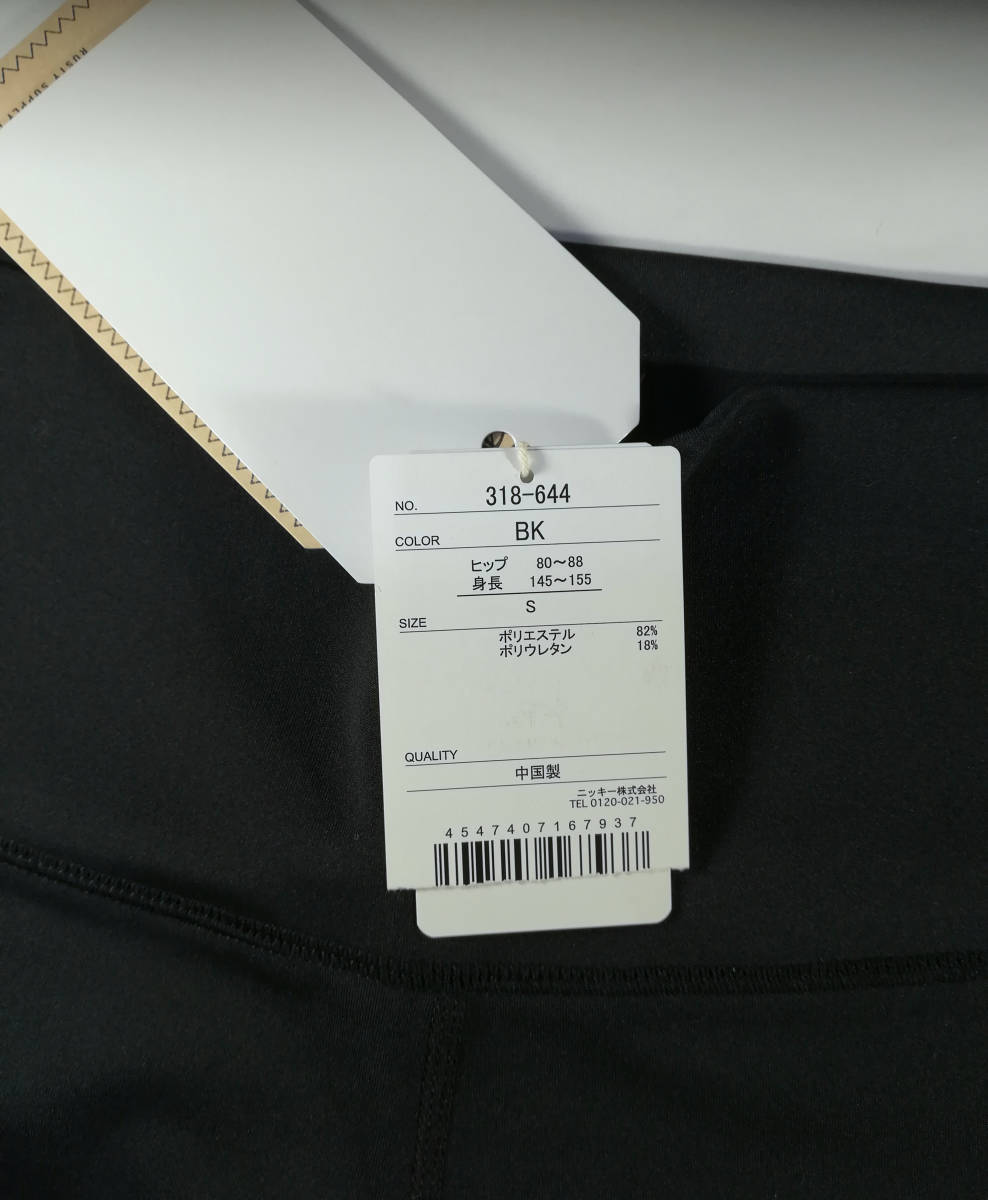 RUSTY SUPPLY
NO. 318-644
COLOR BK
ヒップ 80～88
身長 145～155
SIZE S
ポリエステル 82%
ポリウレタン 18%
QUALITY
中国製
ニッキー株式会社
TEL 0120-021-950
4547407167937